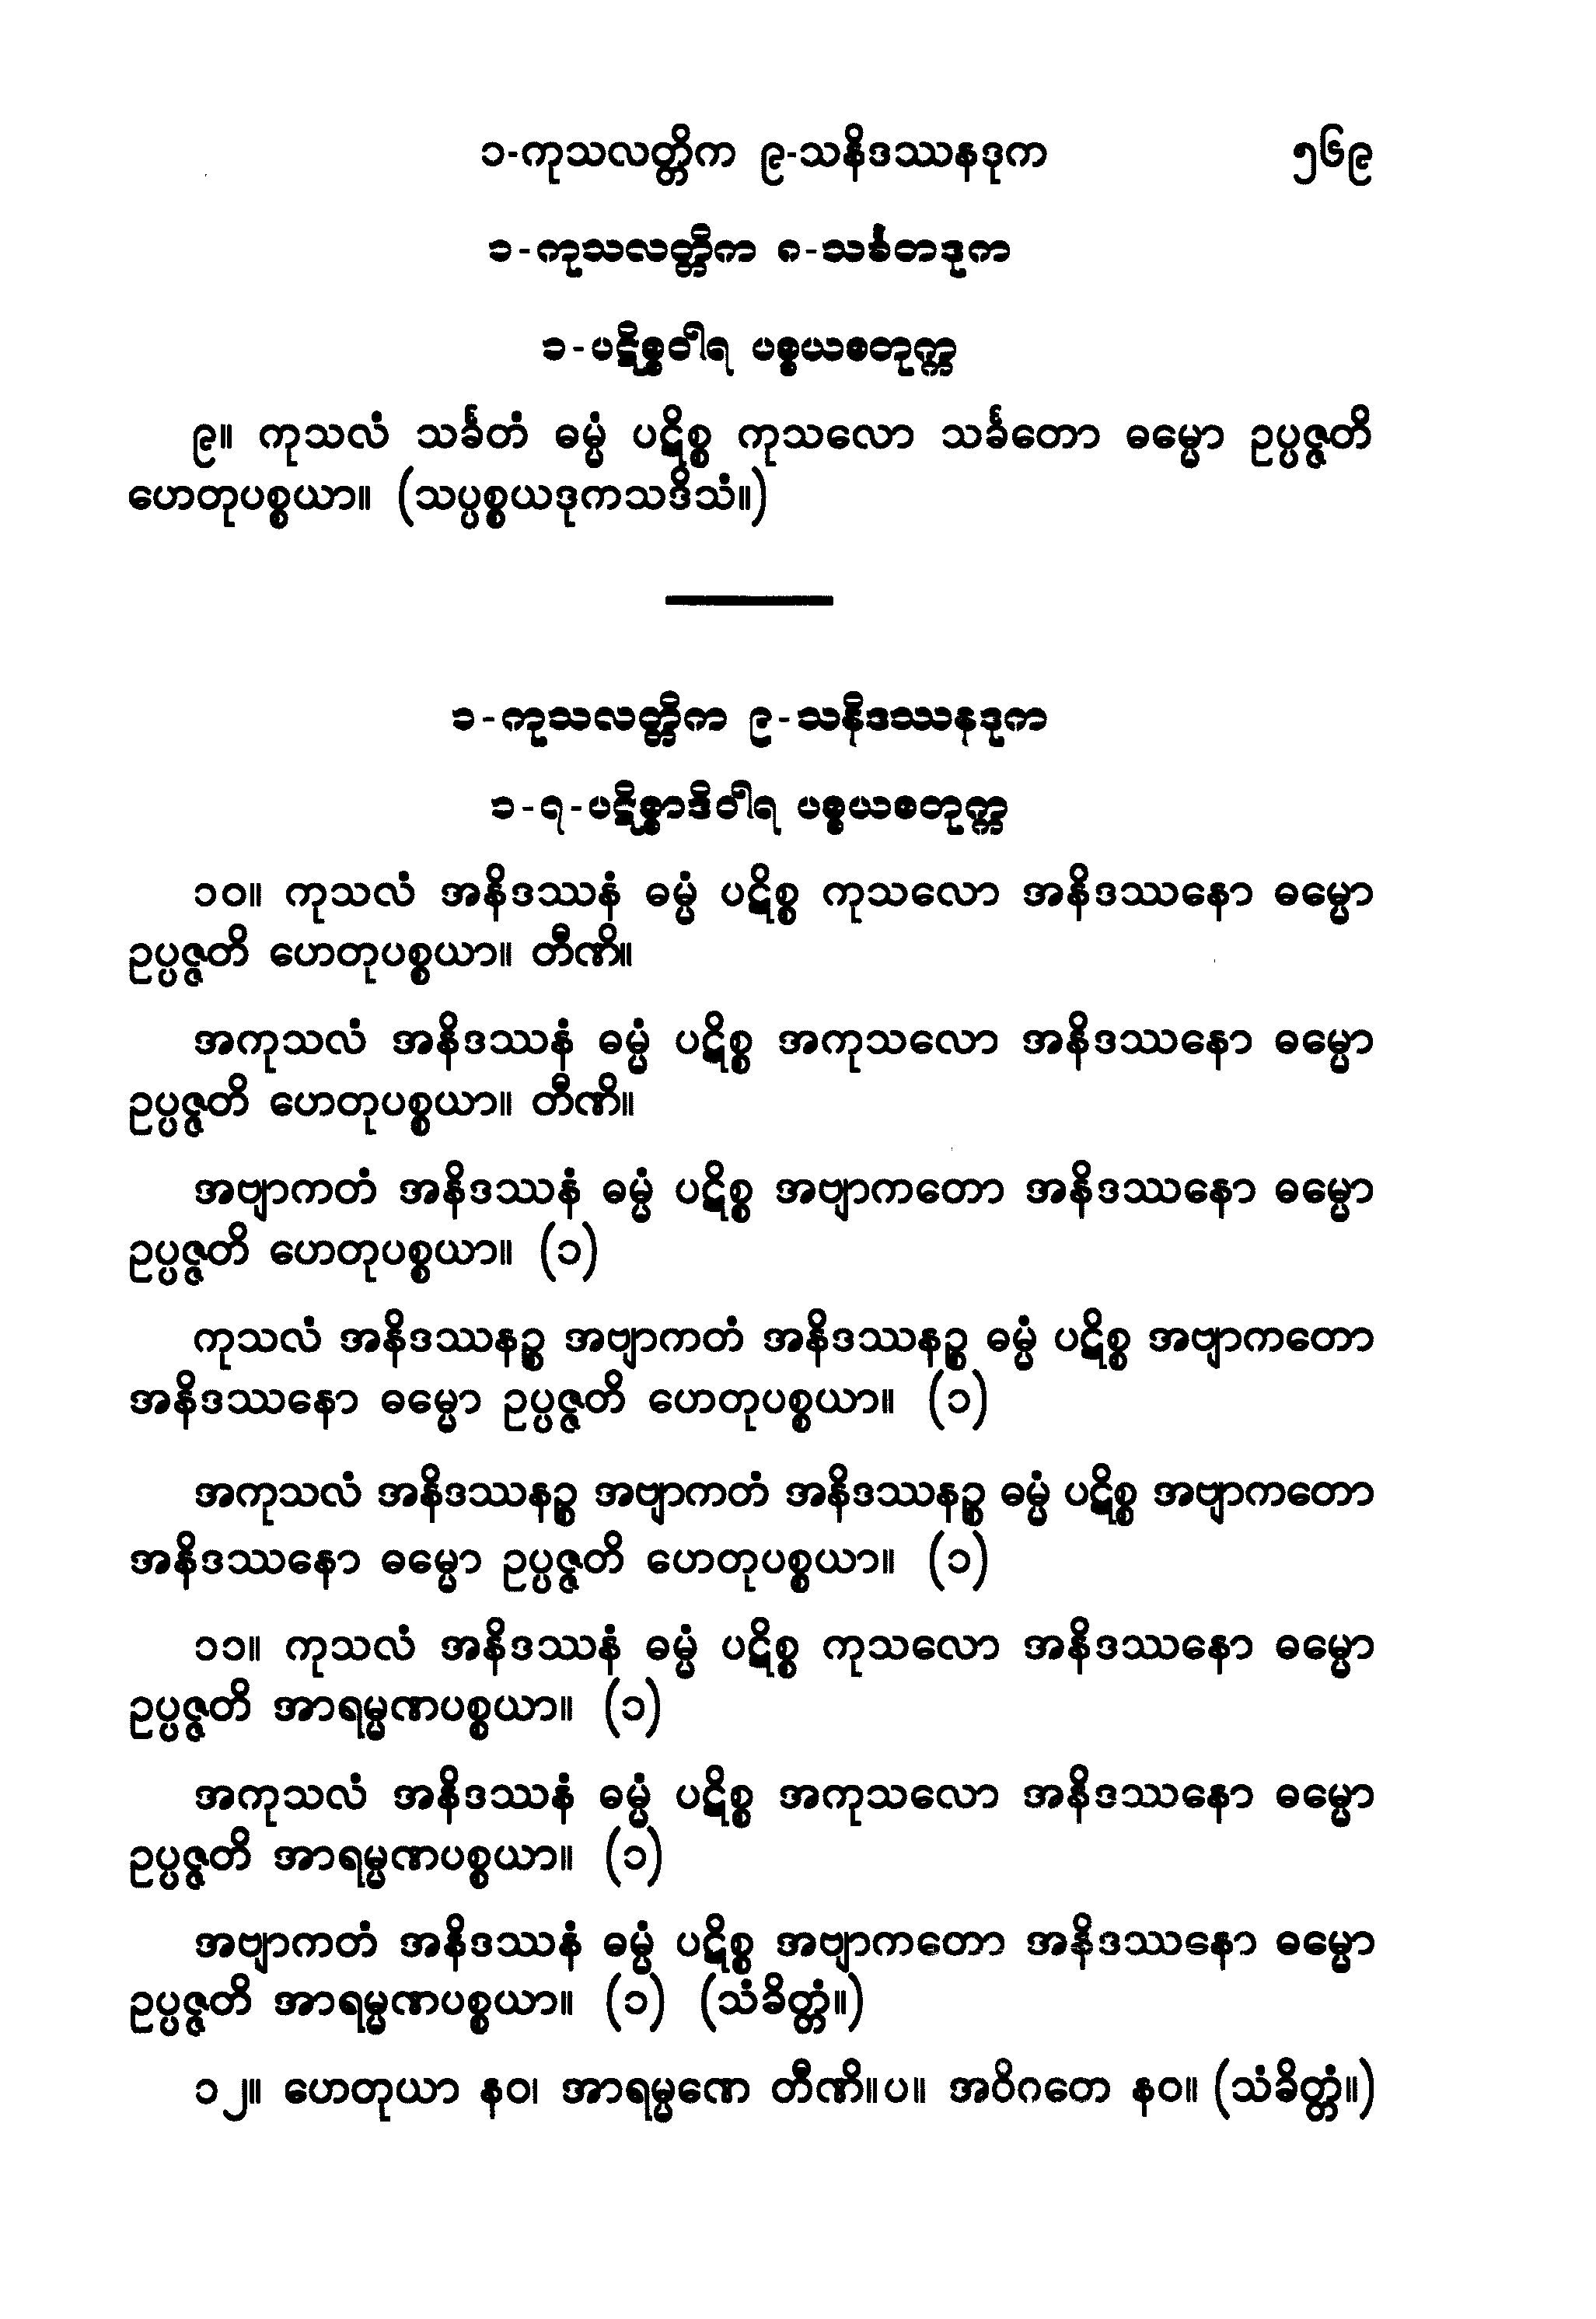 ၁-ကုသလတ္တိက ၉-သနိဒဿနဒုက ၅၆၉
၁-ကုသလတ္တိက ၈-သင်္ခတဒုက
၁-ပဋိစ္စဝါရ ပစ္စယစတုက္က
၉။ ကုသလံ သင်္ခတံ ဓမ္မံ ပဋိစ္စ ကုသလော သင်္ခတော ဓမ္မော ဥပ္ပဇ္ဇတိ
ဟေတုပစ္စယာ။ (သပ္ပစ္စယဒုကသဒိသံ။)
၁-ကုသလတ္တိက ၉-သနိဒဿနဒုက
၁-၇-ပဋိစ္စာဒိဝါရ ပစ္စယစတုက္က
၁၀။ ကုသလံ အနိဒဿနံ ဓမ္မံ ပဋိစ္စ ကုသလော အနိဒဿနော ဓမ္မော
ဥပ္ပဇ္ဇတိ ဟေတုပစ္စယာ။ တီဏိ။
အကုသလံ အနိဒဿနံ ဓမ္မံ ပဋိစ္စ အကုသလော အနိဒဿနော ဓမ္မော
ဥပ္ပဇ္ဇတိ ဟေတုပစ္စယာ။ တီဏိ။
အဗျာကတံ အနိဒဿနံ ဓမ္မံ ပဋိစ္စ အဗျာကတော အနိဒဿနော ဓမ္မော
ဥပ္ပဇ္ဇတိ ဟေတုပစ္စယာ။ (၁)
ကုသလံ အနိဒဿနဉ္စ အဗျာကတံ အနိဒဿနဉ္စ ဓမ္မံ ပဋိစ္စ အဗျာကတော
အနိဒဿနော ဓမ္မော ဥပ္ပဇ္ဇတိ ဟေတုပစ္စယာ။ (၁)
အကုသလံ အနိဒဿနဉ္စ အဗျာကတံ အနိဒဿနဉ္စ ဓမ္မံ ပဋိစ္စ အဗျာကတော
အနိဒဿနော ဓမ္မော ဥပ္ပဇ္ဇတိ ဟေတုပစ္စယာ။ (၁)
၁၁။ ကုသလံ အနိဒဿနံ ဓမ္မံ ပဋိစ္စ ကုသလော အနိဒဿနော ဓမ္မော
ဥပ္ပဇ္ဇတိ အာရမ္မဏပစ္စယာ။ (၁)
အကုသလံ အနိဒဿနံ ဓမ္မံ ပဋိစ္စ အကုသလော အနိဒဿနော ဓမ္မော
ဥပ္ပဇ္ဇတိ အာရမ္မဏပစ္စယာ။ (၁)
အဗျာကတံ အနိဒဿနံ ဓမ္မံ ပဋိစ္စ အဗျာကတော အနိဒဿနော ဓမ္မော
ဥပ္ပဇ္ဇတိ အာရမ္မဏပစ္စယာ။ (၁) (သံခိတ္တံ။)
၁၂။ ဟေတုယာ နဝ၊ အာရမ္မဏေ တီဏိ။ပ။ အဝိဂတေ နဝ။ (သံခိတ္တံ။)